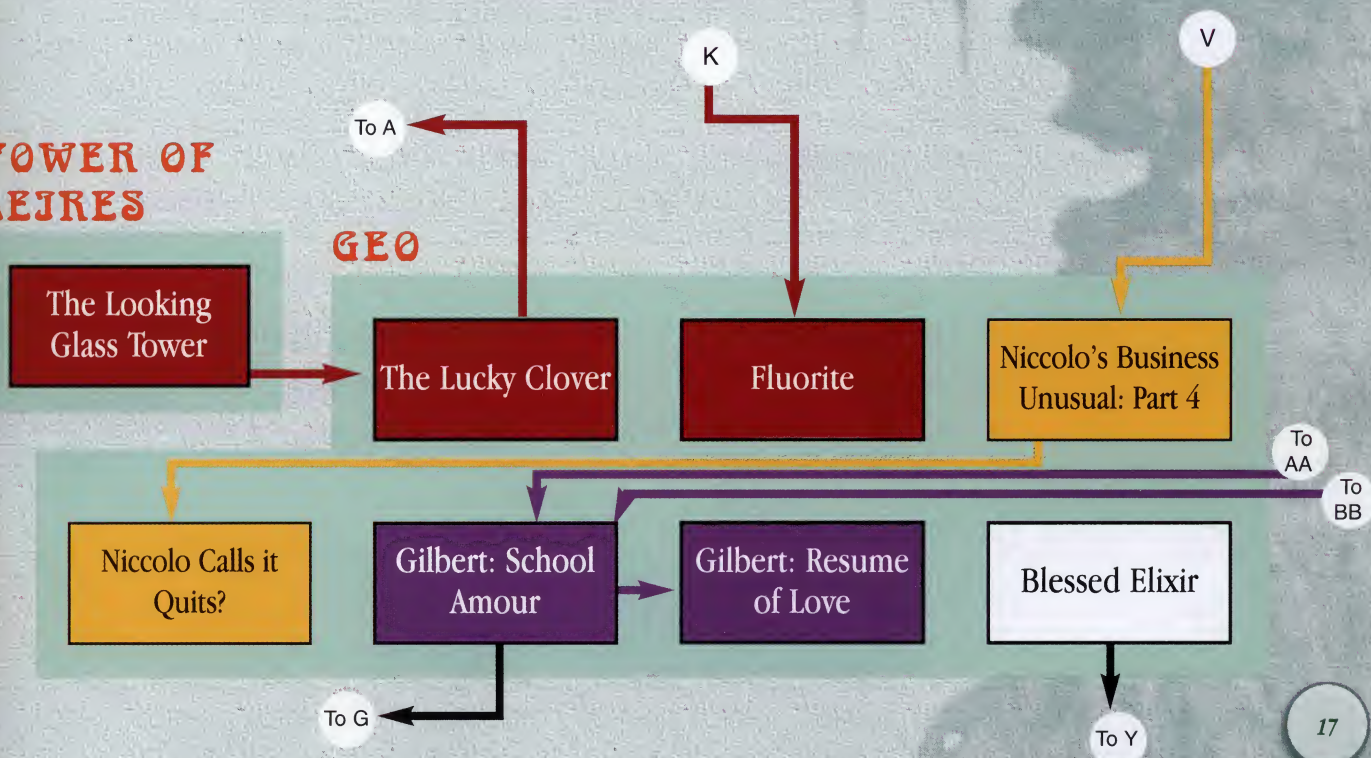 K
V
To A
TOWER OF
LEIRES
GEO
The Looking
Glass Tower
The Lucky Clover
Fluorite
Niccolo's Business
Unusual: Part 4
To
AA
To
BB
Niccolo Calls it
Quits?
Gilbert: School
Amour
Gilbert: Resume
of Love
Blessed Elixir
To G
To Y
17